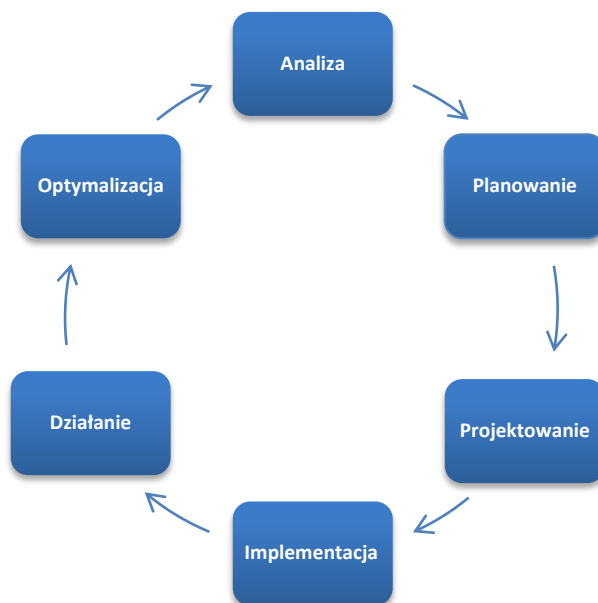 Analiza
Planowanie
Projektowanie
Implementacja
Działanie
Optymalizacja